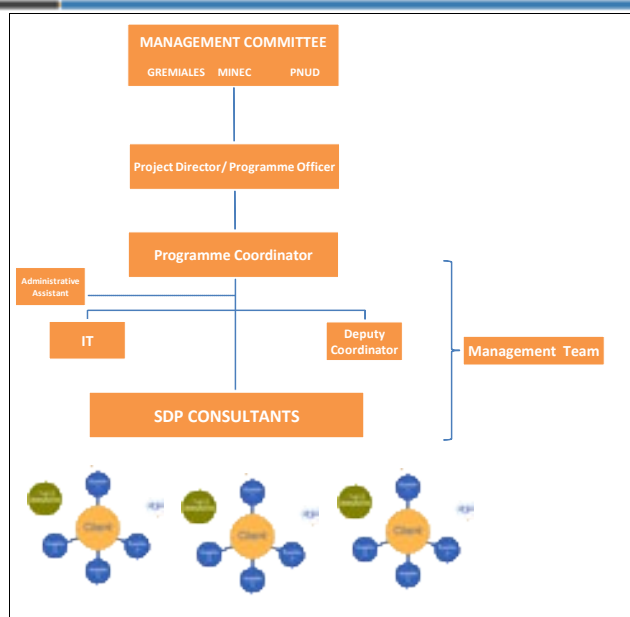 MANAGEMENT COMMITTEE
GREMIALES MINEC PNUD
Project Director/ Programme Officer
Programme Coordinator
Administrative
Assistant
IT
Deputy
Coordinator
Management Team
SDP CONSULTANTS
Client
Client
Client